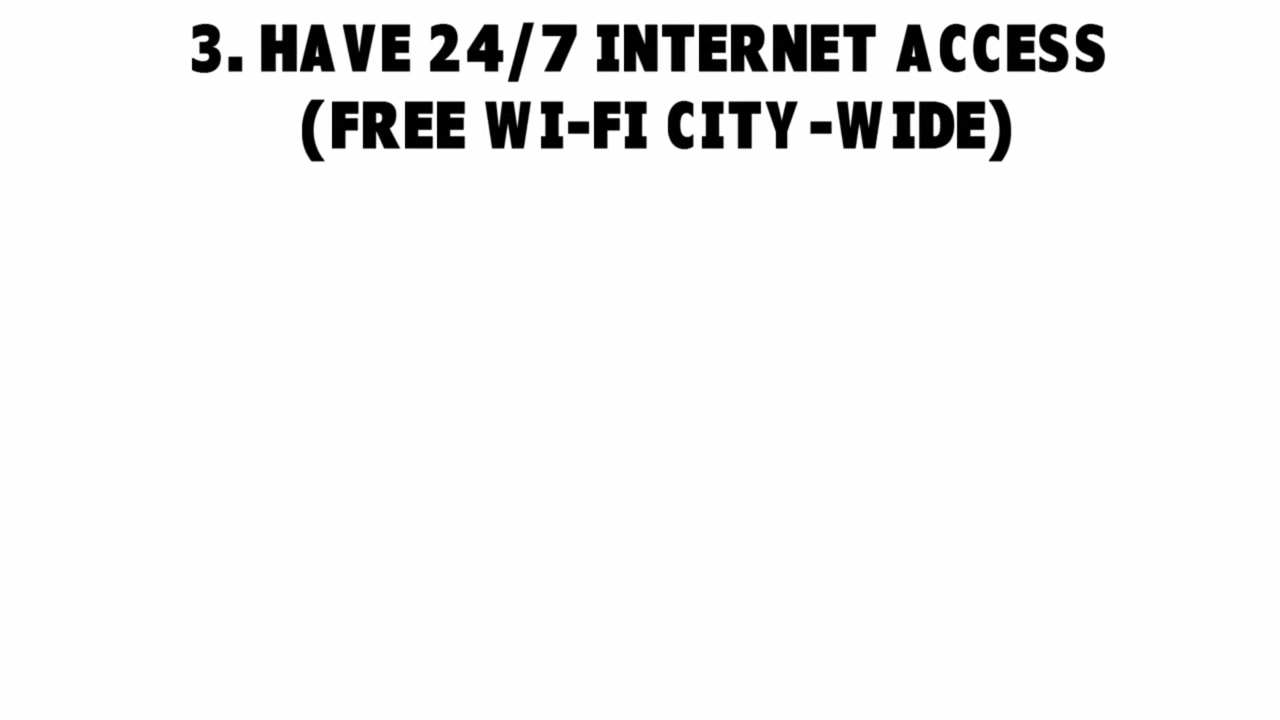 3. HAVE 24/7 INTERNET ACCESS
(FREE WI-FI CITY-WIDE)